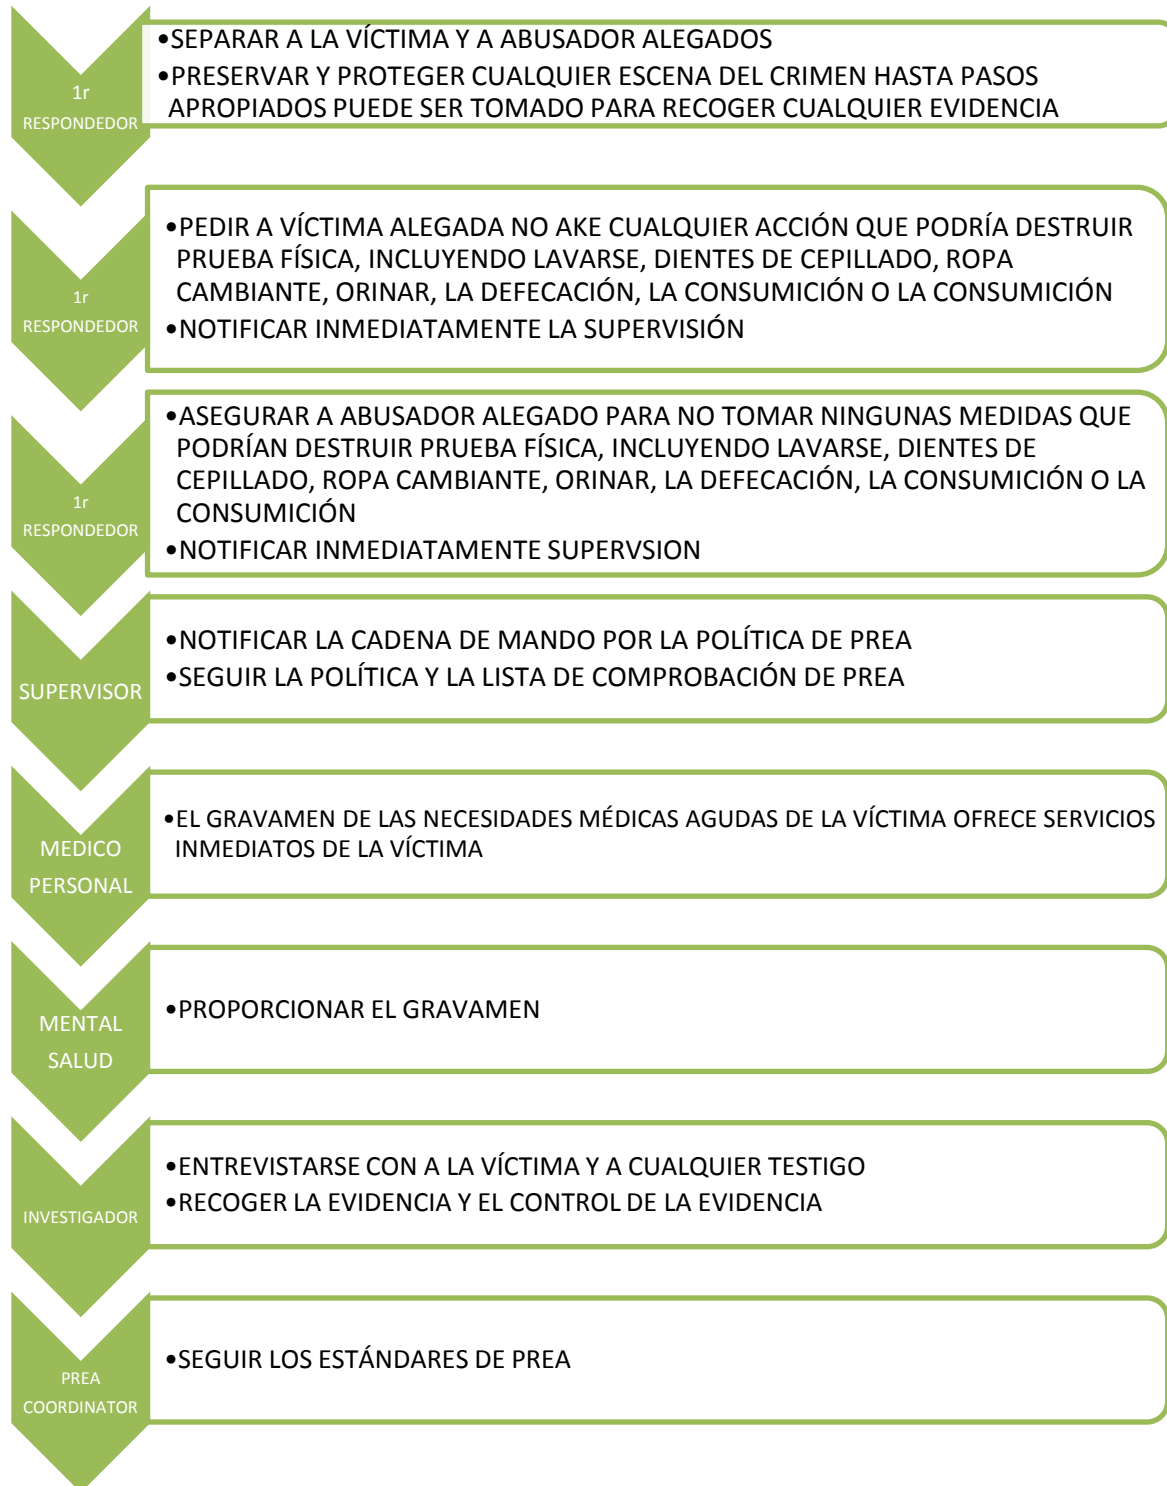 1r
RESPONDEDOR
•SEPARAR A LA VÍCTIMA Y A ABUSADOR ALEGADOS
•PRESERVAR Y PROTEGER CUALQUIER ESCENA DEL CRIMEN HASTA PASOS
APROPIADOS PUEDE SER TOMADO PARA RECOGER CUALQUIER EVIDENCIA
1r
RESPONDEDOR
•PEDIR A VÍCTIMA ALEGADA NO AKE CUALQUIER ACCIÓN QUE PODRÍA DESTRUIR
PRUEBA FÍSICA, INCLUYENDO LAVARSE, DIENTES DE CEPILLADO, ROPA
CAMBIANTE, ORINAR, LA DEFECACIÓN, LA CONSUMICIÓN O LA CONSUMICIÓN
•NOTIFICAR INMEDIATAMENTE LA SUPERVISIÓN
1r
RESPONDEDOR
•ASEGURAR A ABUSADOR ALEGADO PARA NO TOMAR NINGUNAS MEDIDAS QUE
PODRÍAN DESTRUIR PRUEBA FÍSICA, INCLUYENDO LAVARSE, DIENTES DE
CEPILLADO, ROPA CAMBIANTE, ORINAR, LA DEFECACIÓN, LA CONSUMICIÓN O LA
CONSUMICIÓN
•NOTIFICAR INMEDIATAMENTE SUPERVSION
SUPERVISOR
•NOTIFICAR LA CADENA DE MANDO POR LA POLÍTICA DE PREA
•SEGUIR LA POLÍTICA Y LA LISTA DE COMPROBACIÓN DE PREA
MEDICO
PERSONAL
•EL GRAVAMEN DE LAS NECESIDADES MÉDICAS AGUDAS DE LA VÍCTIMA OFRECE SERVICIOS
INMEDIATOS DE LA VÍCTIMA
MENTAL
SALUD
•PROPORCIONAR EL GRAVAMEN
INVESTIGADOR
•ENTREVISTARSE CON A LA VÍCTIMA Y A CUALQUIER TESTIGO
•RECOGER LA EVIDENCIA Y EL CONTROL DE LA EVIDENCIA
PREA
COORDINATOR
•SEGUIR LOS ESTÁNDARES DE PREA